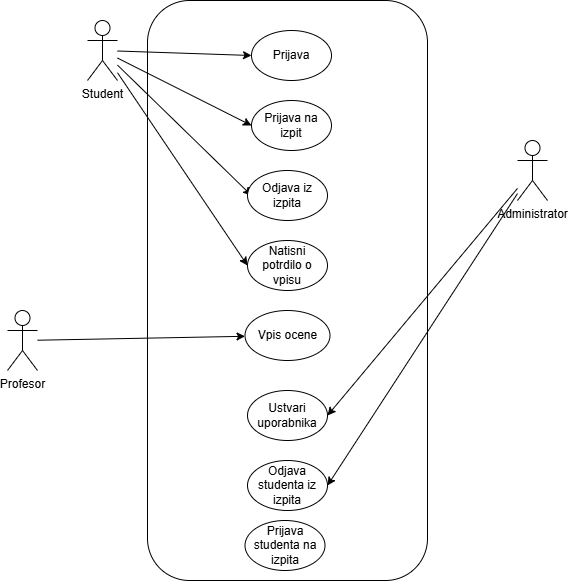 Prijava
Student
Prijava na
izpit
Odjava iz
izpita
Administrator
Natisni
potrdilo o
vpisu
Vpis ocene
Profesor
Ustvari
uporabnika
Odjava
studenta iz
izpita
Prijava
studenta na
izpita